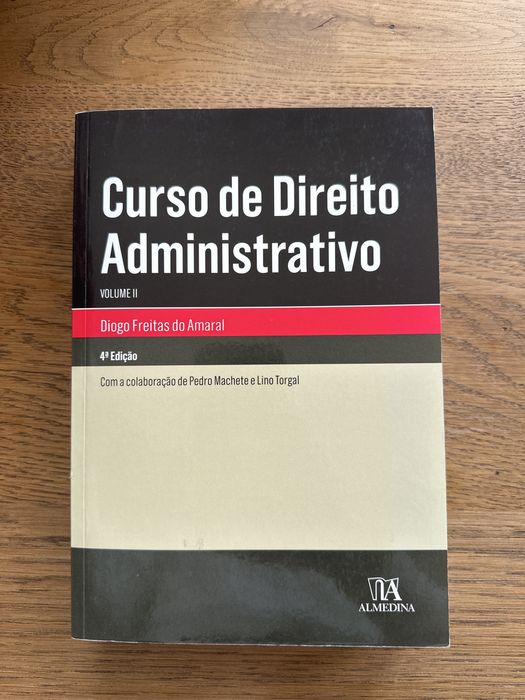 Curso de Direito
Administrativo
VOLUME II
Diogo Freitas do Amaral
4ª Edição
Com a colaboração de Pedro Machete e Lino Torgal
ALMEDINA